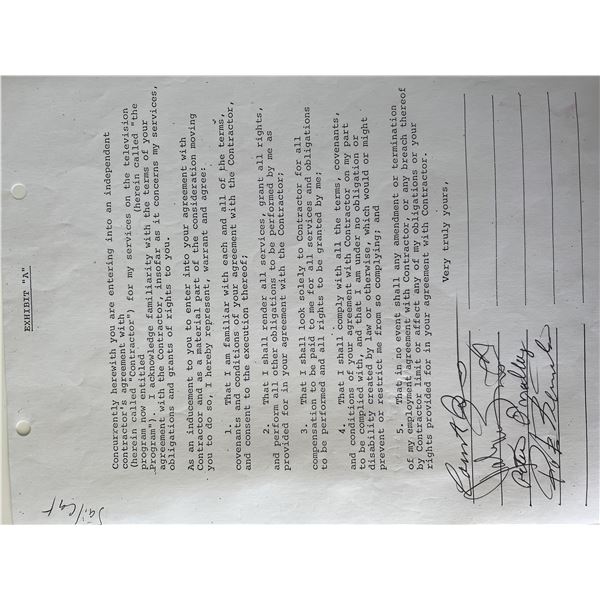 EXHIBIT "A"
Concurrently herewith you are entering into an independent
contractor's agreement with
(herein called "Contractor") for my services on the television
program now entitled (herein called "the
Program"). I acknowledge familiarity with the terms of your
agreement with the Contractor, insofar as it concerns my services,
obligations and grants of rights to you.
As an inducement to you to enter into your agreement with
Contractor and as a material part of the consideration moving
you to do so, I hereby represent, warrant and agree:
1. That I am familiar with each and all of the terms,
covenants and conditions of your agreement with the Contractor,
and consent to the execution thereof;
2. That I shall render all services, grant all rights,
and perform all other obligations to be performed by me as
provided for in your agreement with the Contractor;
3. That I shall look solely to Contractor for all
compensation to be paid to me for all services and obligations
to be performed and all rights to be granted by me;
4. That I shall comply with all the terms, covenants,
and conditions of your agreement with Contractor on my part
to be complied with, and that I am under no obligation or
disability created by law or otherwise, which would or might
prevent or restrict me from so complying; and
5. That in no event shall any amendment or termination
of my employment agreement with Contractor, or any breach thereof
by Contractor limit or affect any of my obligations or your
rights provided for in your agreement with Contractor.
Very truly yours,
Sailcat